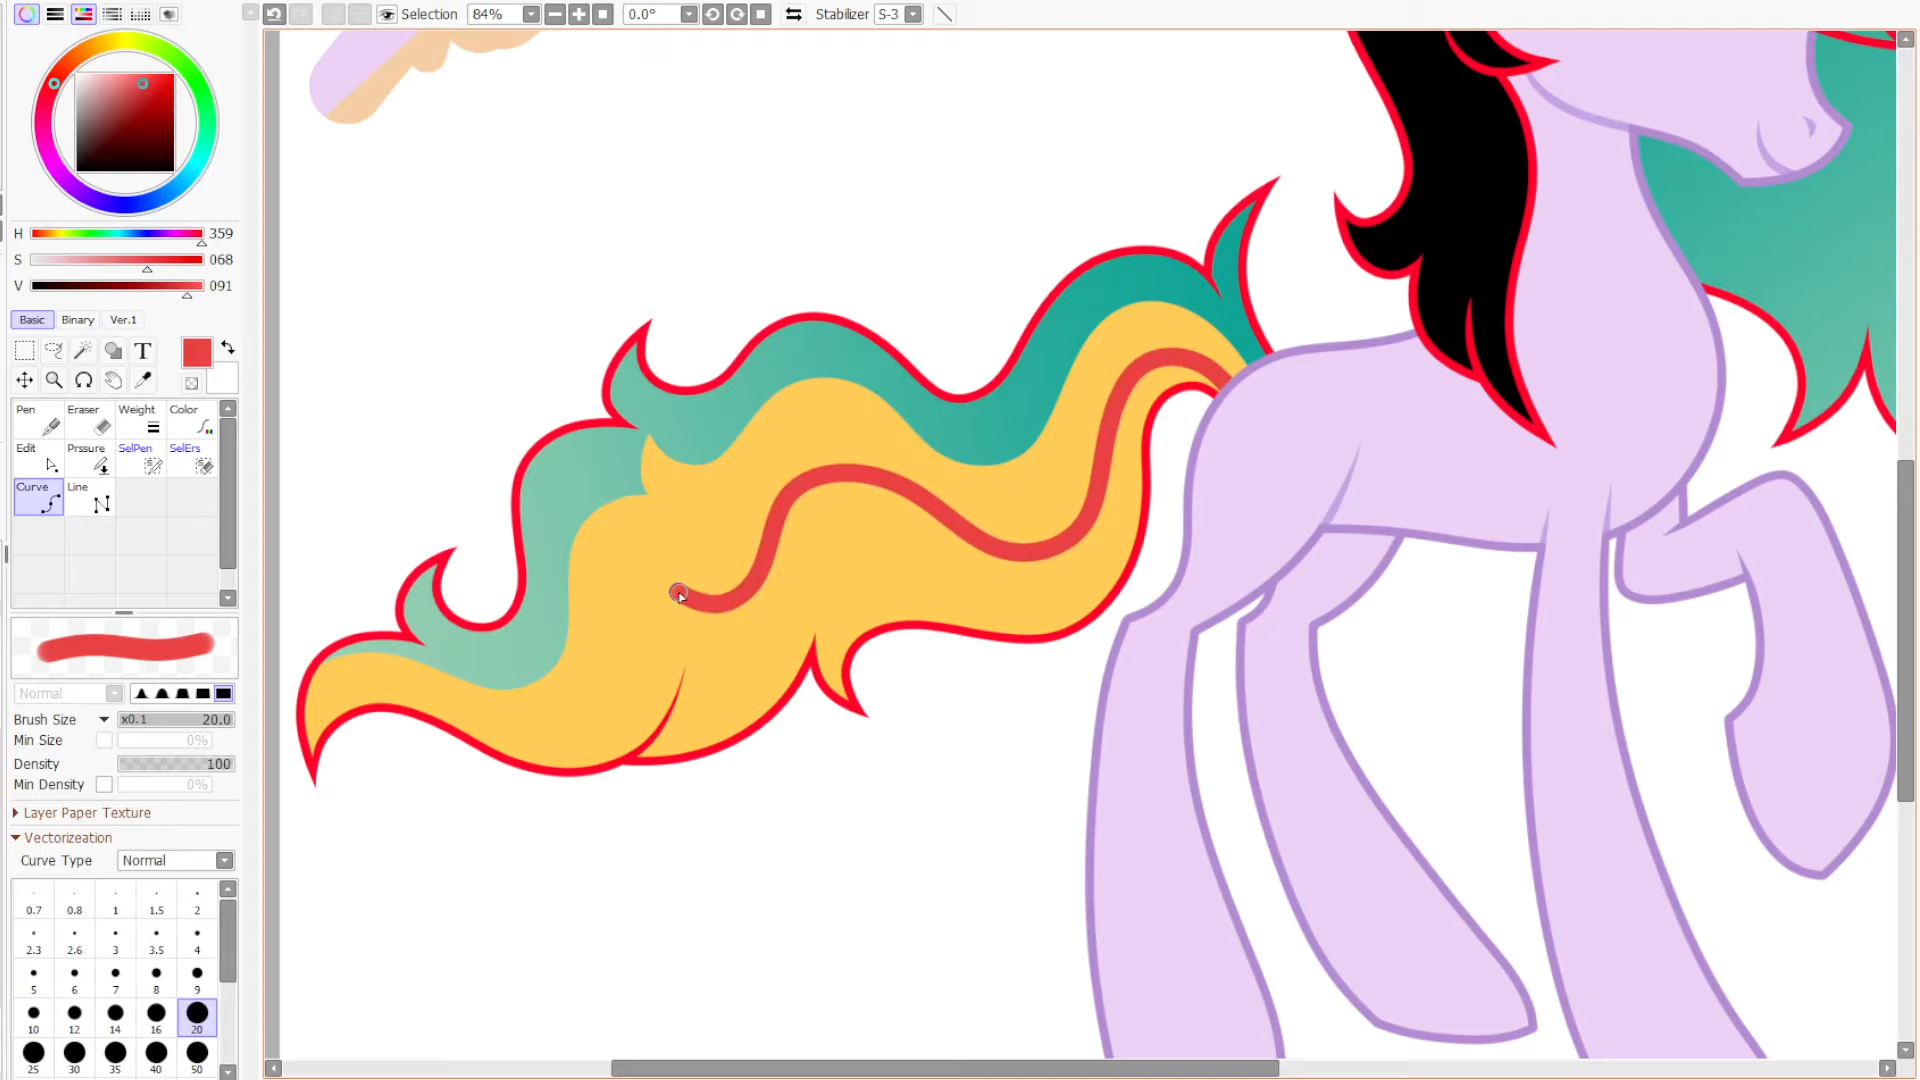 Selection 84% 0.0° Stabilizer S-3
H 359
S 068
V 091
Basic Binary Ver.1
T
Pen Eraser Weight Color
Edit Prssure SelPen SelErs
Curve Line
Normal
Brush Size x0.1 20.0
Min Size 0%
Density 100
Min Density 0%
Layer Paper Texture
Vectorizeation
Curve Type Normal
0.7 0.8 1 1.5 2
2.3 2.6 3 3.5 4
5 6 7 8 9
10 12 14 16 20
25 30 35 40 50